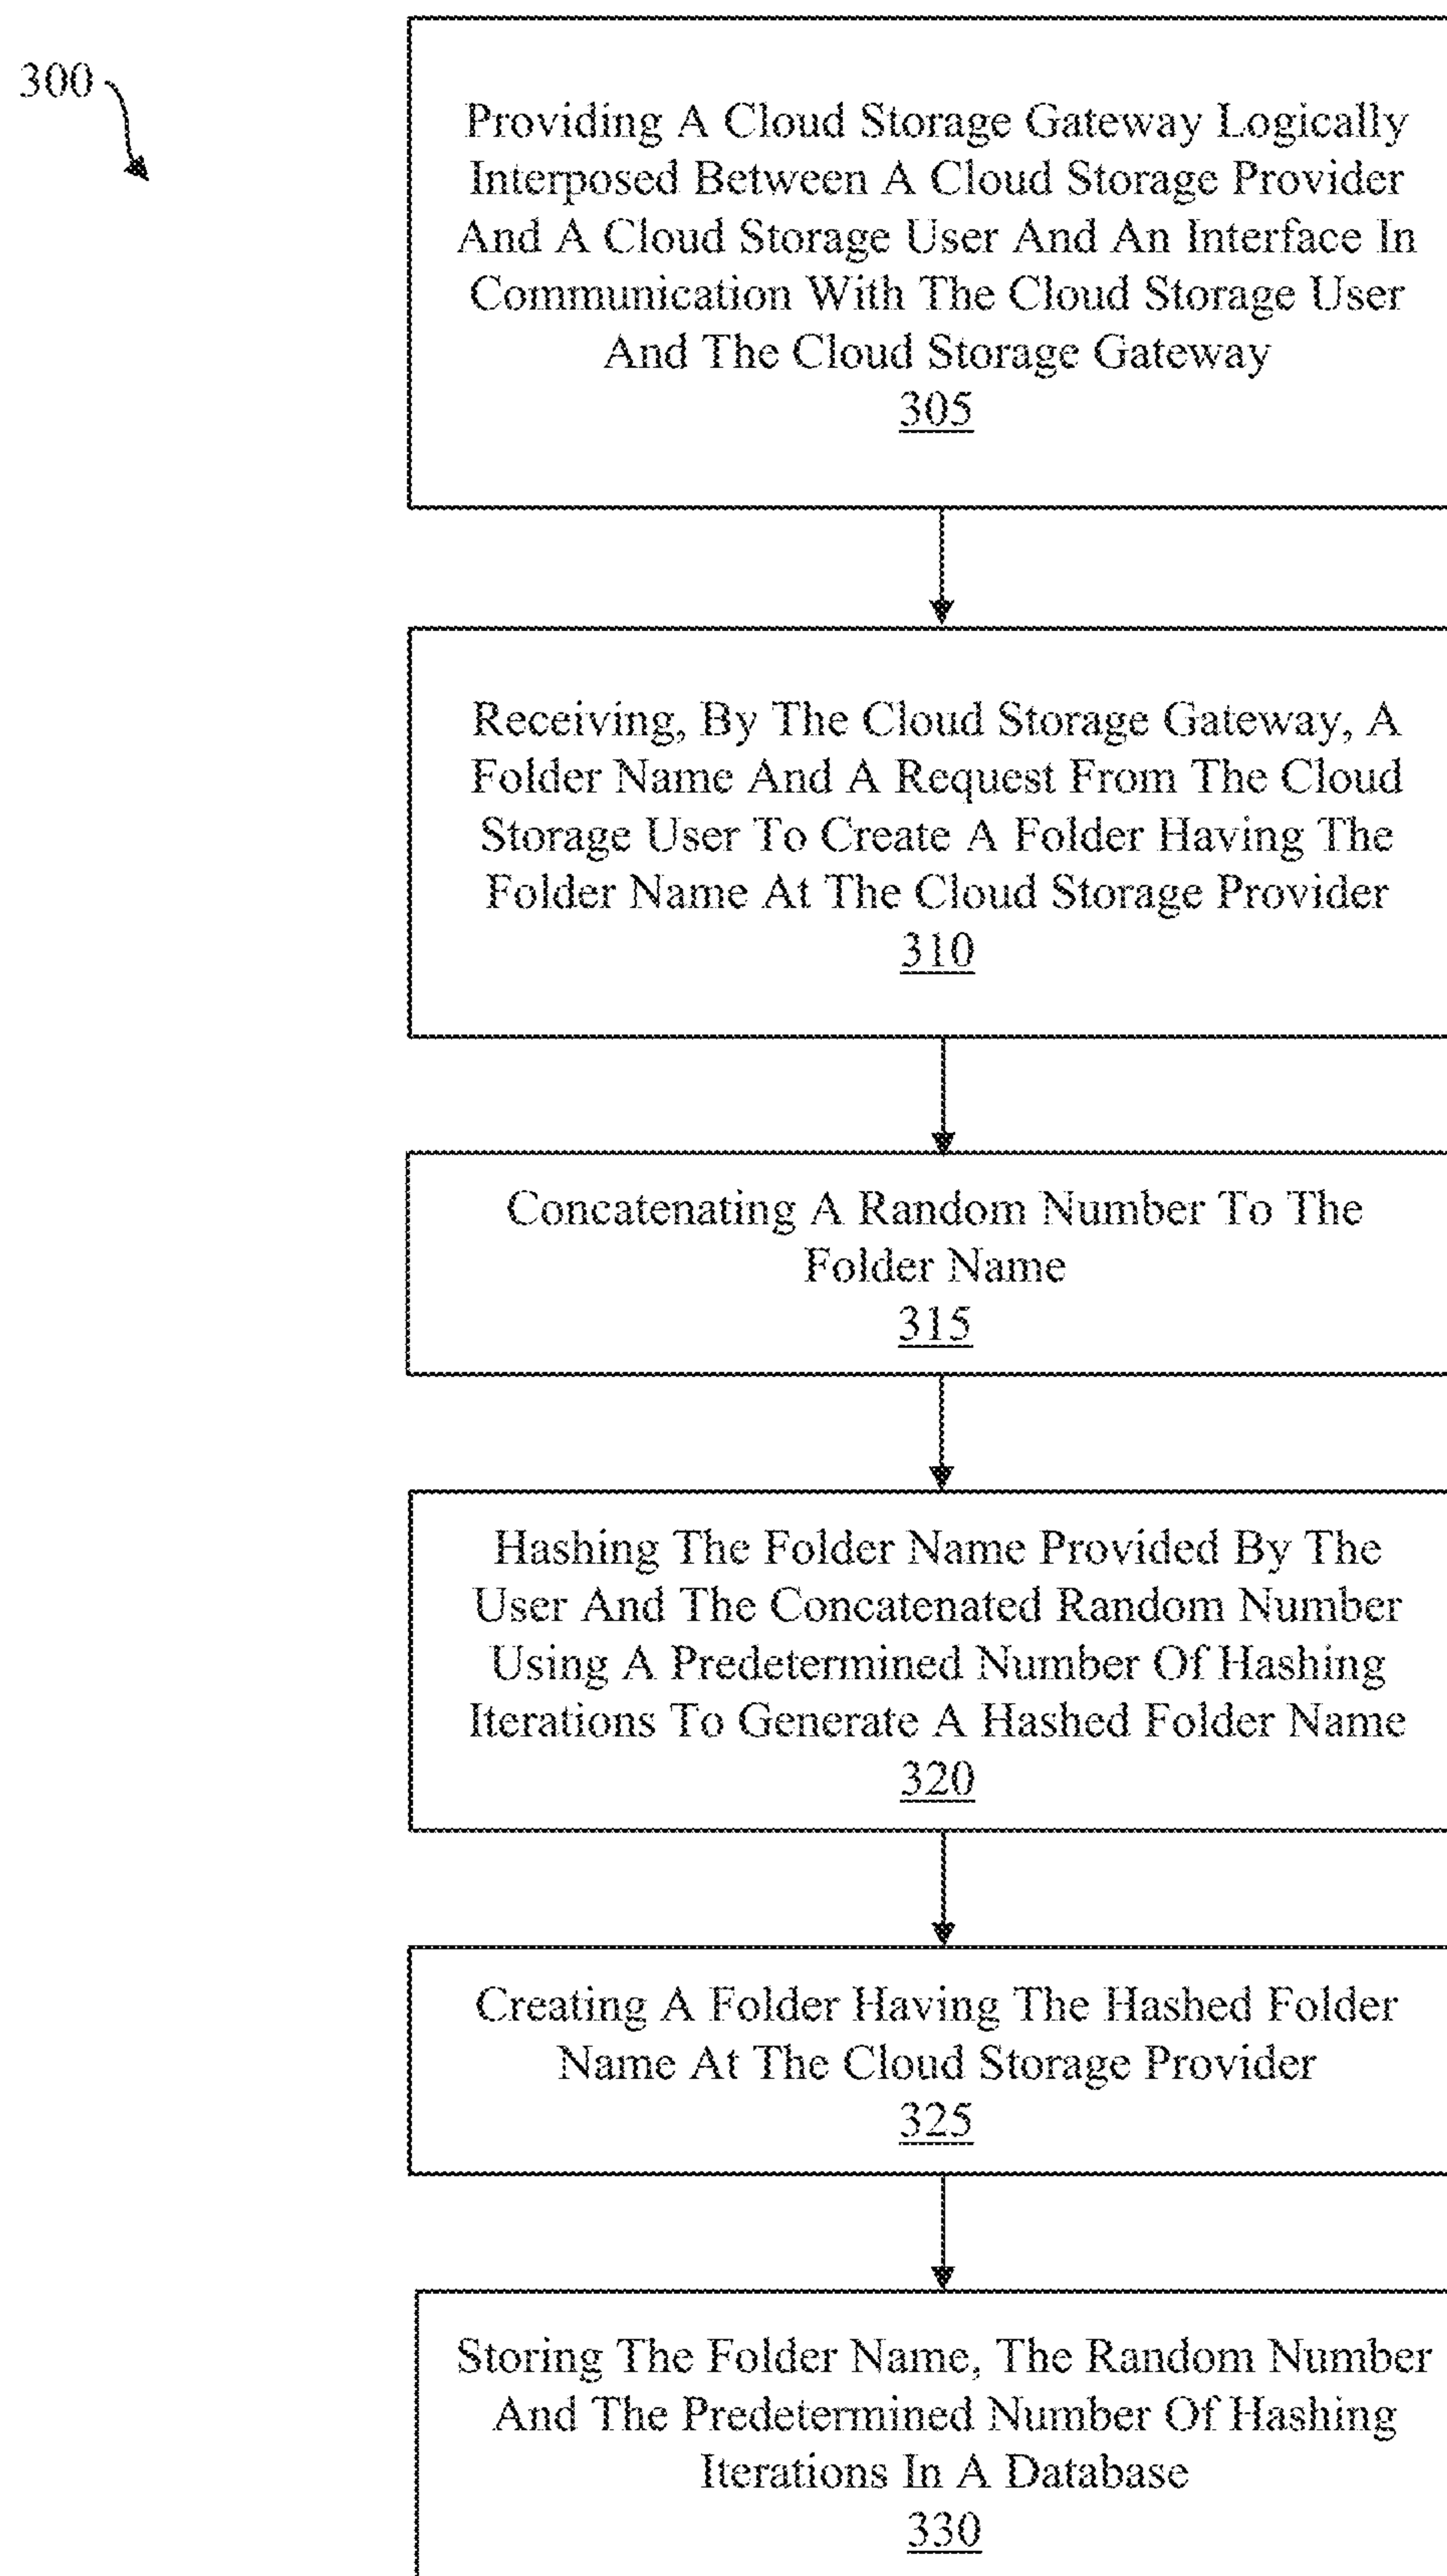 300
Providing A Cloud Storage Gateway Logically
Interposed Between A Cloud Storage Provider
And A Cloud Storage User And An Interface In
Communication With The Cloud Storage User
And The Cloud Storage Gateway
305
Receiving, By The Cloud Storage Gateway, A
Folder Name And A Request From The Cloud
Storage User To Create A Folder Having The
Folder Name At The Cloud Storage Provider
310
Concatenating A Random Number To The
Folder Name
315
Hashing The Folder Name Provided By The
User And The Concatenated Random Number
Using A Predetermined Number Of Hashing
Iterations To Generate A Hashed Folder Name
320
Creating A Folder Having The Hashed Folder
Name At The Cloud Storage Provider
325
Storing The Folder Name, The Random Number
And The Predetermined Number Of Hashing
Iterations In A Database
330